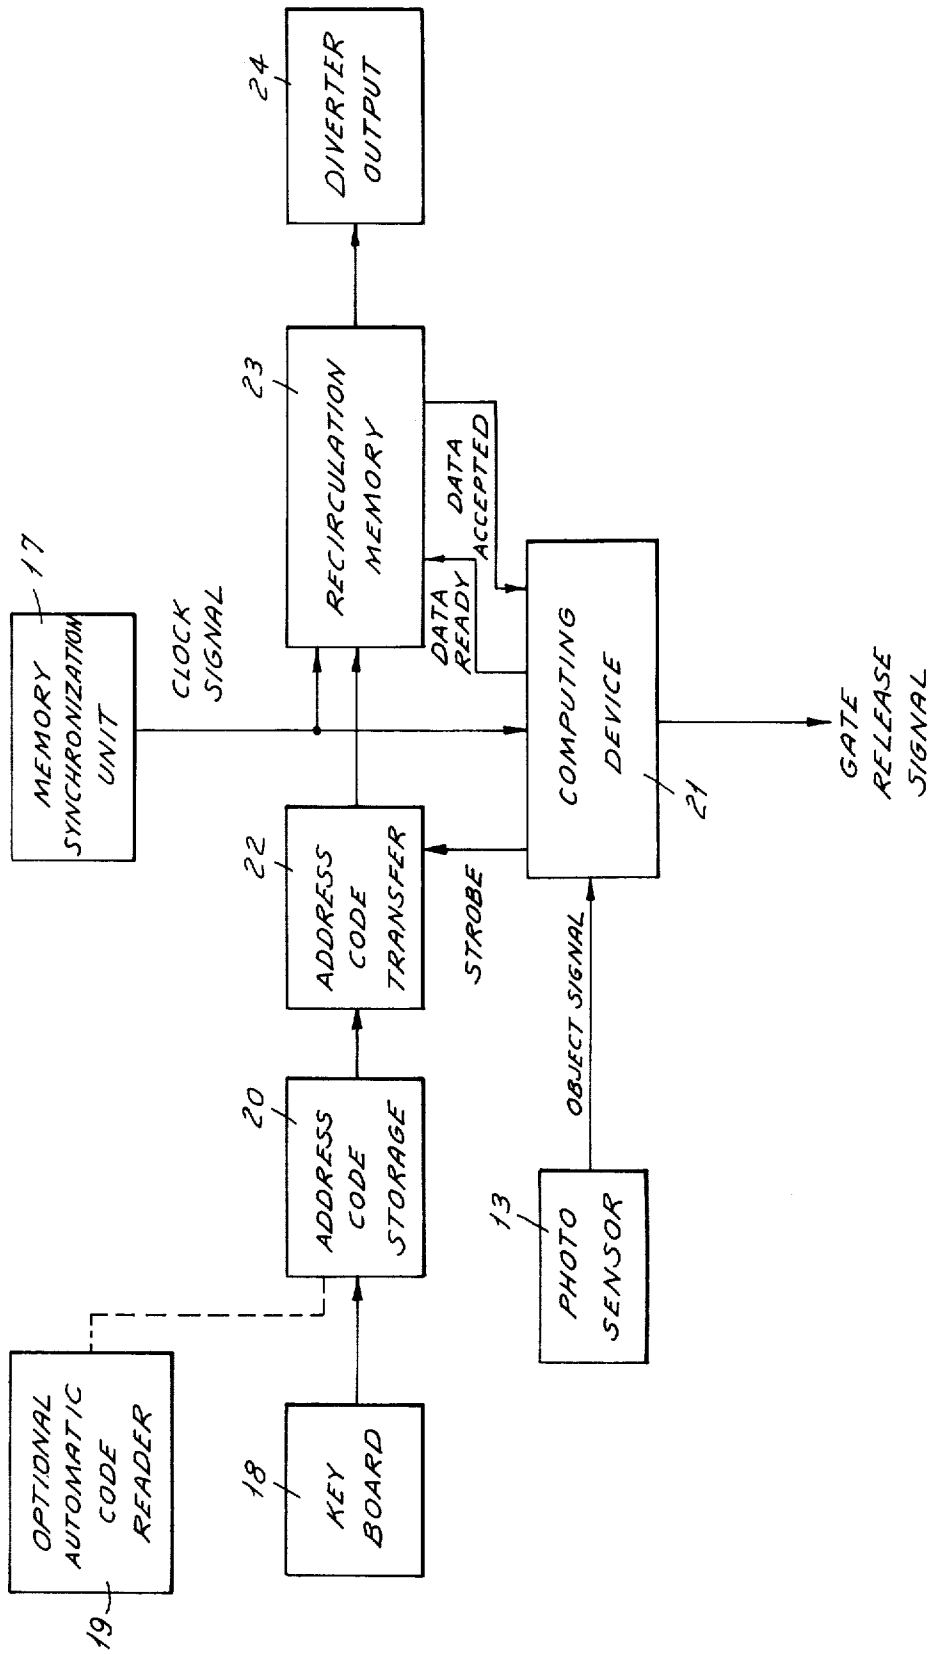 OPTIONAL
AUTOMATIC
CODE
READER
19
MEMORY
SYNCHRONIZATION
UNIT
17
CLOCK
SIGNAL
18
KEY
BOARD
20
ADDRESS
CODE
STORAGE
22
ADDRESS
CODE
TRANSFER
23
RECIRCULATION
MEMORY
24
DIVERTER
OUTPUT
STROBE
DATA
READY
DATA
ACCEPTED
13
PHOTO
SENSOR
OBJECT SIGNAL
COMPUTING
DEVICE
21
GATE
RELEASE
SIGNAL